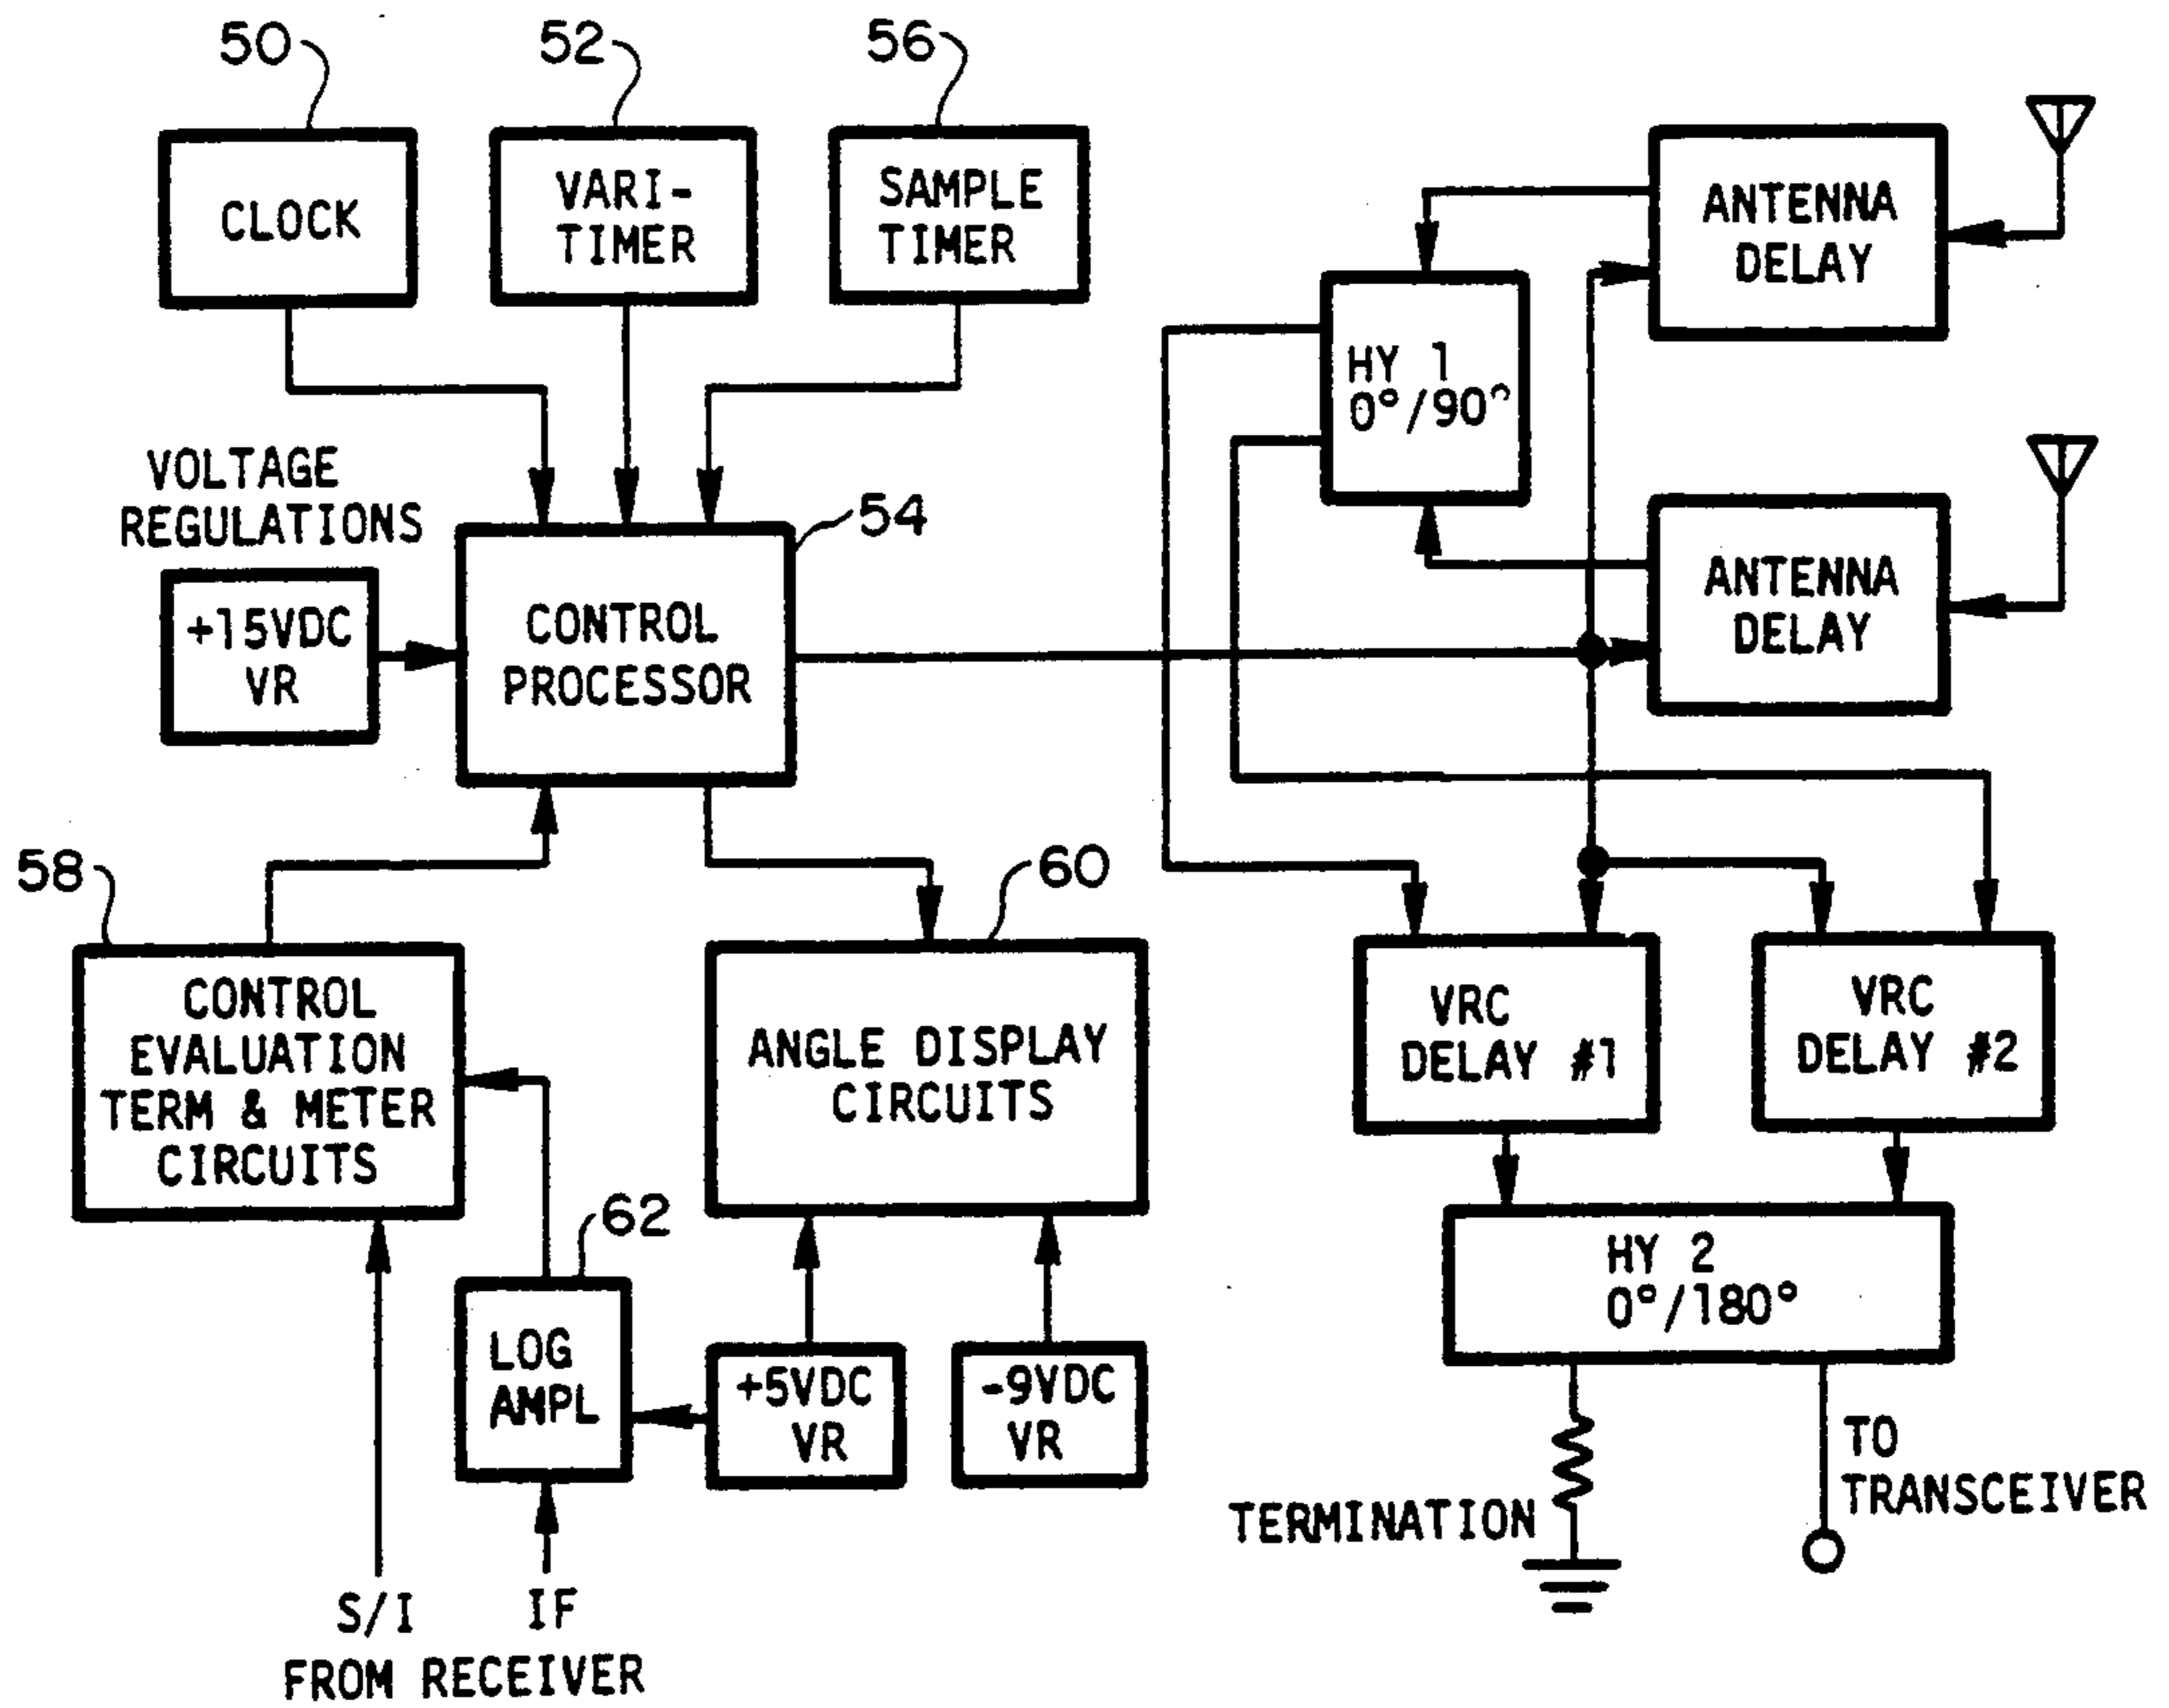 50
52
56
CLOCK
VARI-
TIMER
SAMPLE
TIMER
ANTENNA
DELAY
HY 1
0°/90°
VOLTAGE
REGULATIONS
54
+15VDC
VR
CONTROL
PROCESSOR
ANTENNA
DELAY
58
60
CONTROL
EVALUATION
TERM & METER
CIRCUITS
ANGLE DISPLAY
CIRCUITS
VRC
DELAY #1
VRC
DELAY #2
62
LOG
AMPL
+5VDC
VR
-9VDC
VR
HY 2
0°/180°
TERMINATION
TO
TRANSCEIVER
S/I
IF
FROM RECEIVER